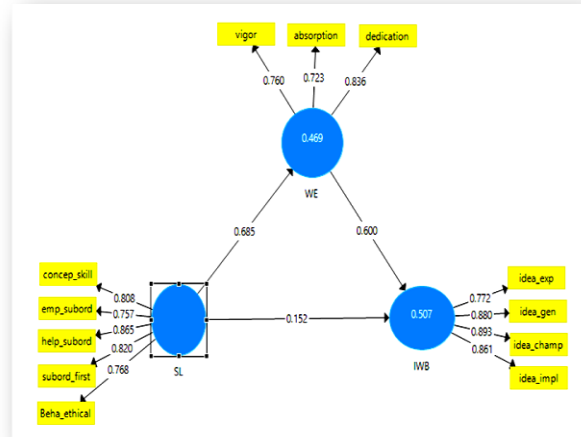 vigor
absorption
dedication
0.760
0.723
0.836
0.469
WE
0.685
0.600
concep_skill
emp_subord
help_subord
subord_first
Beha_ethical
0.808
0.757
0.865
0.820
0.768
SL
0.152
0.507
IWB
0.772
0.880
0.893
0.861
idea_exp
idea_gen
idea_champ
idea_impl